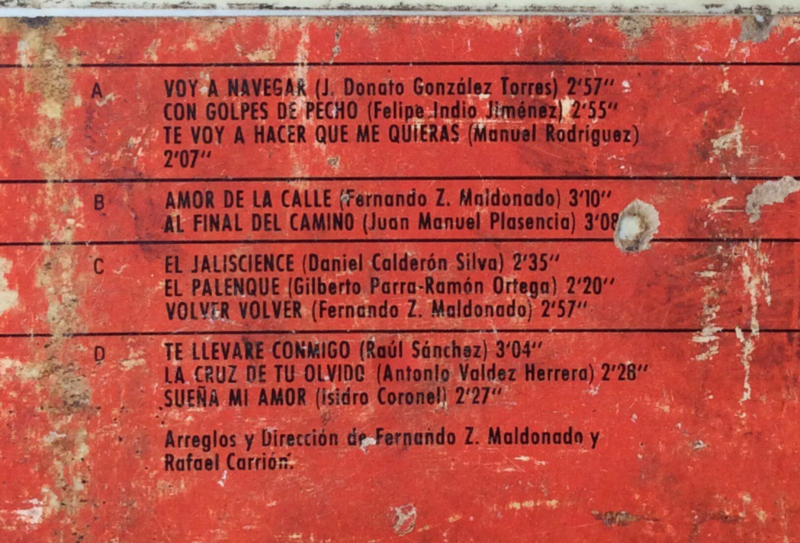 A VOY A NAVEGAR (J. Donato González Torres) 2'57"
CON GOLPES DE PECHO (Felipe Indio Jiménez) 2'55"
TE VOY A HACER QUE ME QUIERAS (Manuel Rodríguez)
2'07"
B AMOR DE LA CALLE (Fernando Z. Maldonado) 3'10"
AL FINAL DEL CAMINO (Juan Manuel Plasencia) 3'08
C EL JALISCIENCE (Daniel Calderón Silva) 2'35"
EL PALENQUE (Gilberto Parra-Ramón Ortega) 2'20"
VOLVER VOLVER (Fernando Z. Maldonado) 2'57"
D TE LLEVARE CONMIGO (Raúl Sánchez) 3'04"
LA CRUZ DE TU OLVIDO (Antonio Valdez Herrera) 2'28"
SUEÑA MI AMOR (Isidro Coronel) 2'27"
Arreglos y Dirección de Fernando Z. Maldonado y
Rafael Carrión.